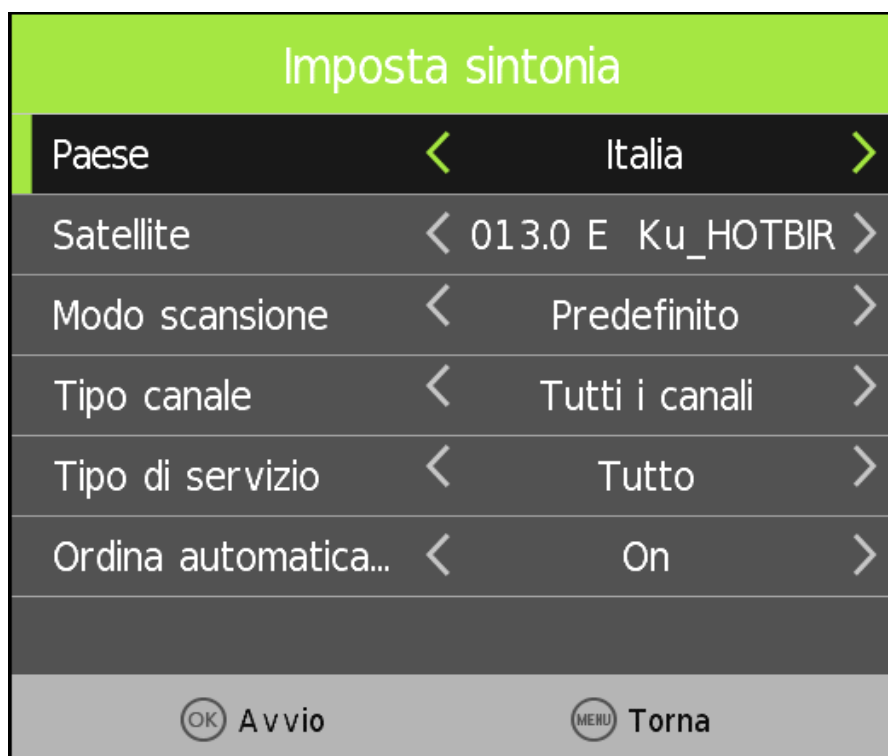 Imposta sintonia
Paese Italia
Satellite 013.0 E Ku_HOTBIR
Modo scansione Predefinito
Tipo canale Tutti i canali
Tipo di servizio Tutto
Ordina automatica... On
OK Avvio MENU Torna